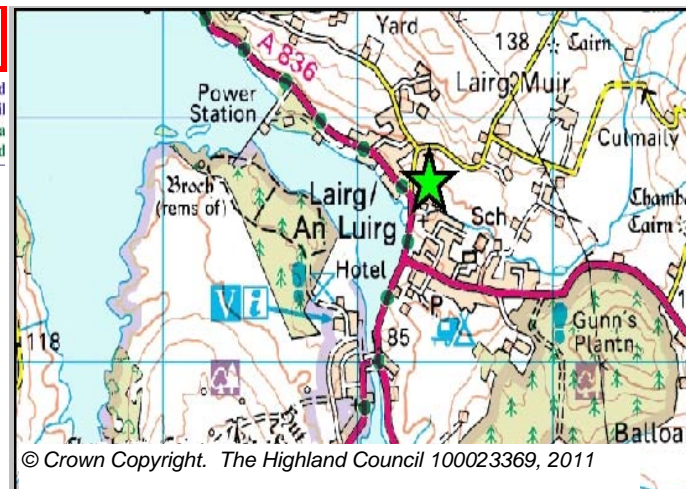 Yard
138
Cairn
A 836
Lairg Muir
Power
Station
Culmaily
Broch
(rems of)
Lairg/
An Luirg
Sch
Cairn
Hotel
V i
P
Gunn's
Plantn
118
85
Balloa
© Crown Copyright. The Highland Council 100023369, 2011